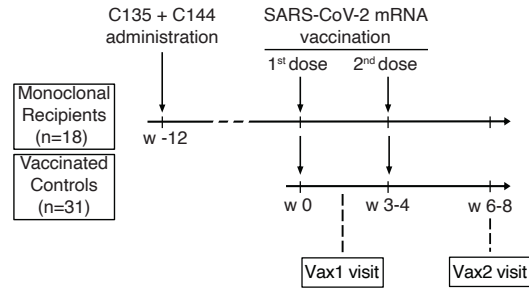 C135 + C144
administration
SARS-CoV-2 mRNA
vaccination
1st dose
2nd dose
Monoclonal
Recipients
(n=18)
w -12
Vaccinated
Controls
(n=31)
w 0
w 3-4
w 6-8
Vax1 visit
Vax2 visit